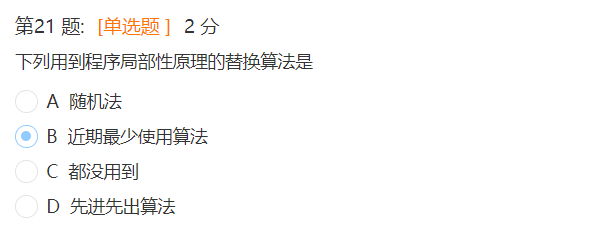 第21 题: [单选题 ] 2 分
下列用到程序局部性原理的替换算法是
A 随机法
B 近期最少使用算法
C 都没用到
D 先进先出算法